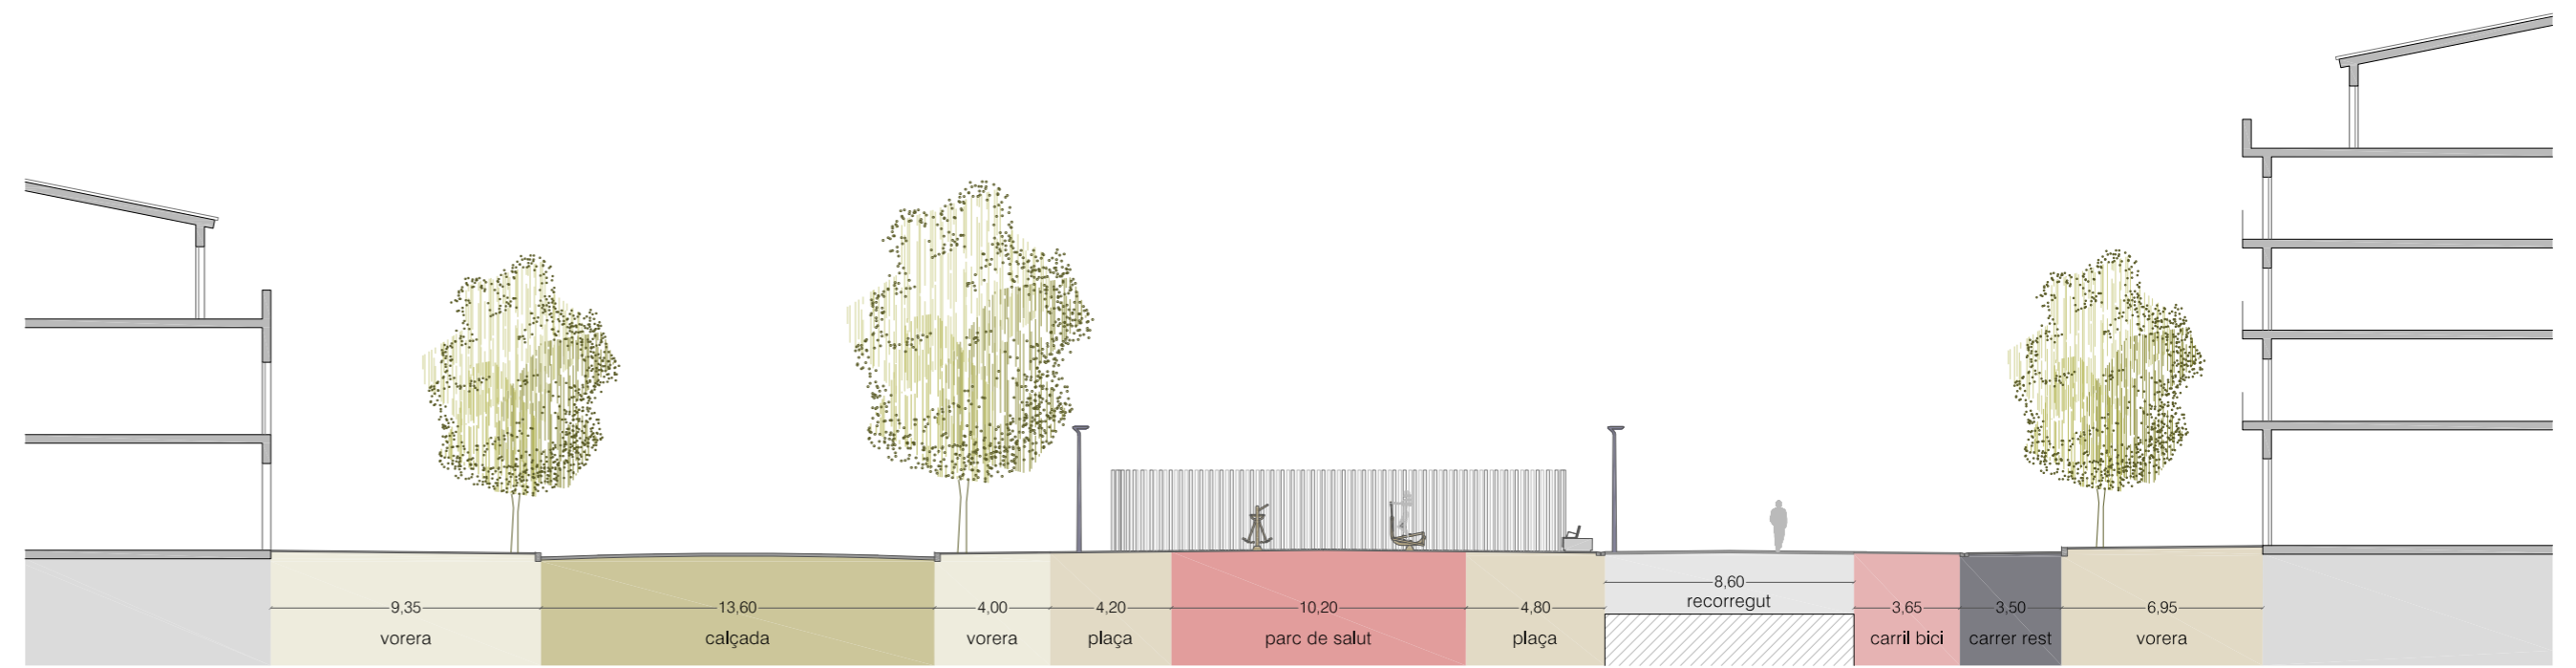 9,35
vorera
13,60
calçada
4,00
vorera
4,20
plaça
10,20
parc de salut
4,80
plaça
8,60
recorregut
3,65
carril bici
3,50
carrer rest
6,95
vorera